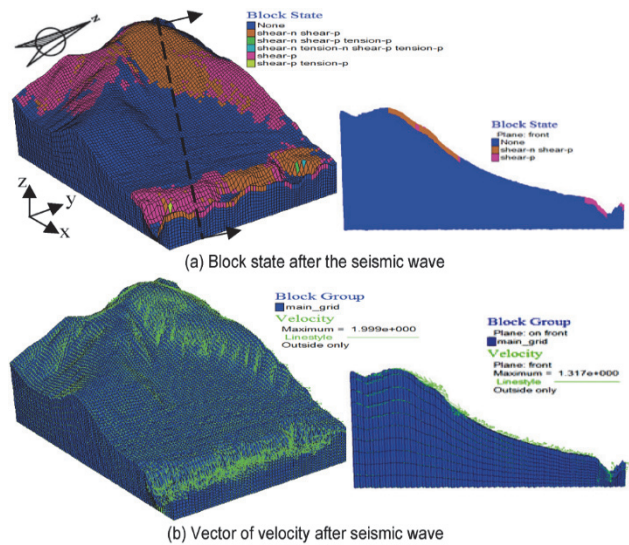 Block State
None
shear-n shear-p
shear-n shear-p tension-p
shear-n tension-n shear-p tension-p
shear-p
shear-p tension-p
z
z
y
x
Block State
Plane: front
None
shear-n shear-p
shear-p
(a) Block state after the seismic wave
Block Group
main_grid
Velocity
Maximum = 1.999e+000
Linestyle
Outside only
Block Group
Plane: on front
main_grid
Velocity
Plane: front
Maximum = 1.317e+000
Linestyle
Outside only
(b) Vector of velocity after seismic wave